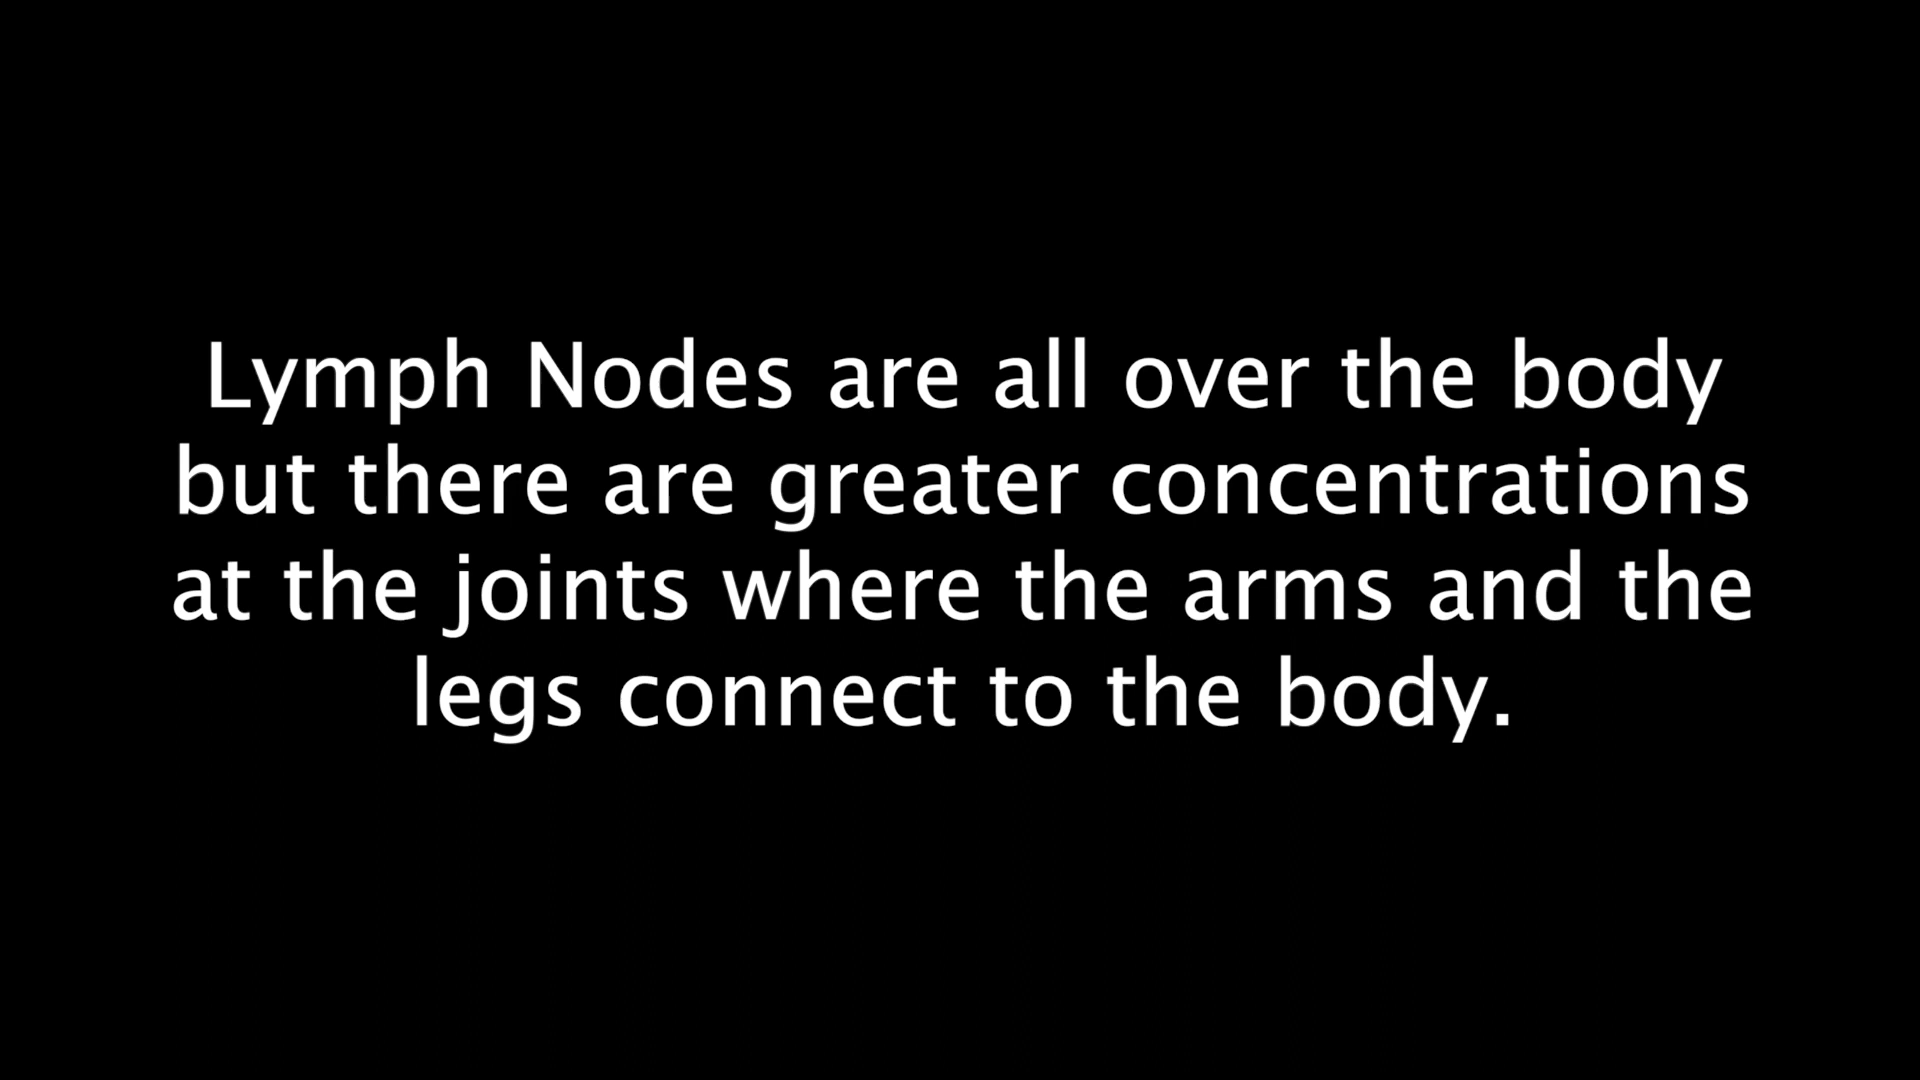 Lymph Nodes are all over the body
but there are greater concentrations
at the joints where the arms and the
legs connect to the body.